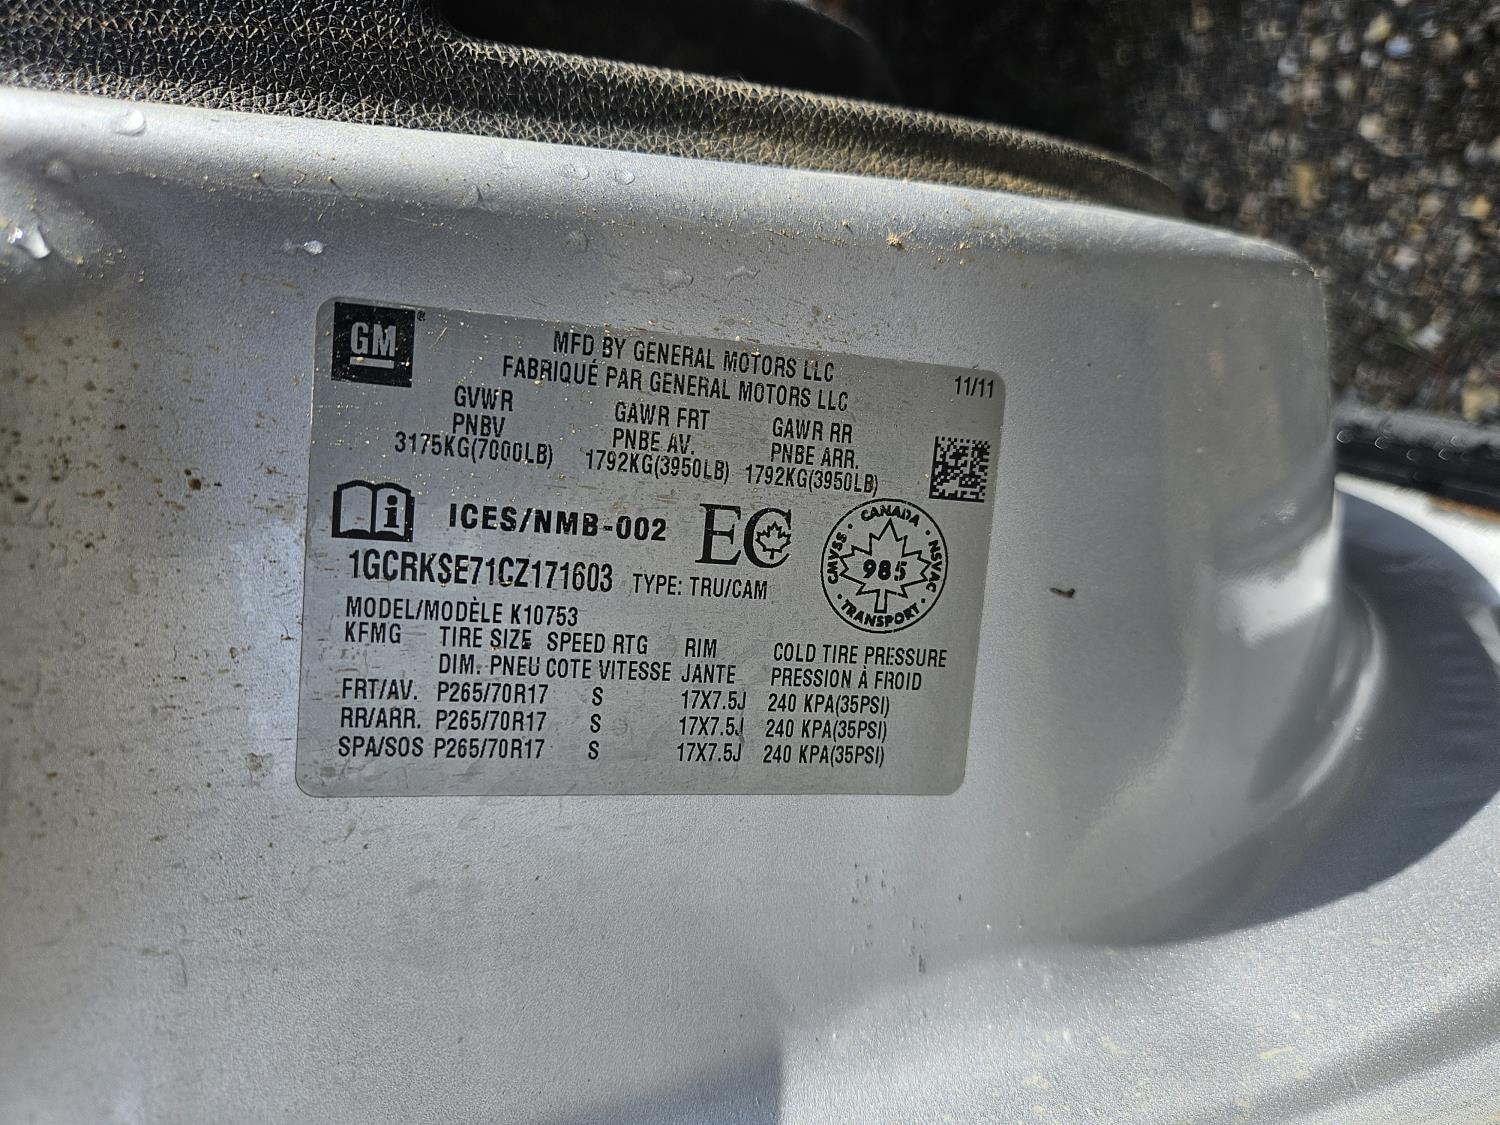 GM®
MFD BY GENERAL MOTORS LLC
FABRIQUÉ PAR GENERAL MOTORS LLC
11/11
GVWR GAWR FRT GAWR RR
PNBV PNBE AV. PNBE ARR.
3175KG(7000LB) 1792KG(3950LB) 1792KG(3950LB)
ICES/NMB-002 EC
CANADA
CMVSS · NSVAC
985
· TRANSPORT ·
1GCRKSE71CZ171603 TYPE: TRU/CAM
MODEL/MODÈLE K10753
KFMG TIRE SIZE SPEED RTG RIM COLD TIRE PRESSURE
DIM. PNEU COTE VITESSE JANTE PRESSION À FROID
FRT/AV. P265/70R17 S 17X7.5J 240 KPA(35PSI)
RR/ARR. P265/70R17 S 17X7.5J 240 KPA(35PSI)
SPA/SOS P265/70R17 S 17X7.5J 240 KPA(35PSI)